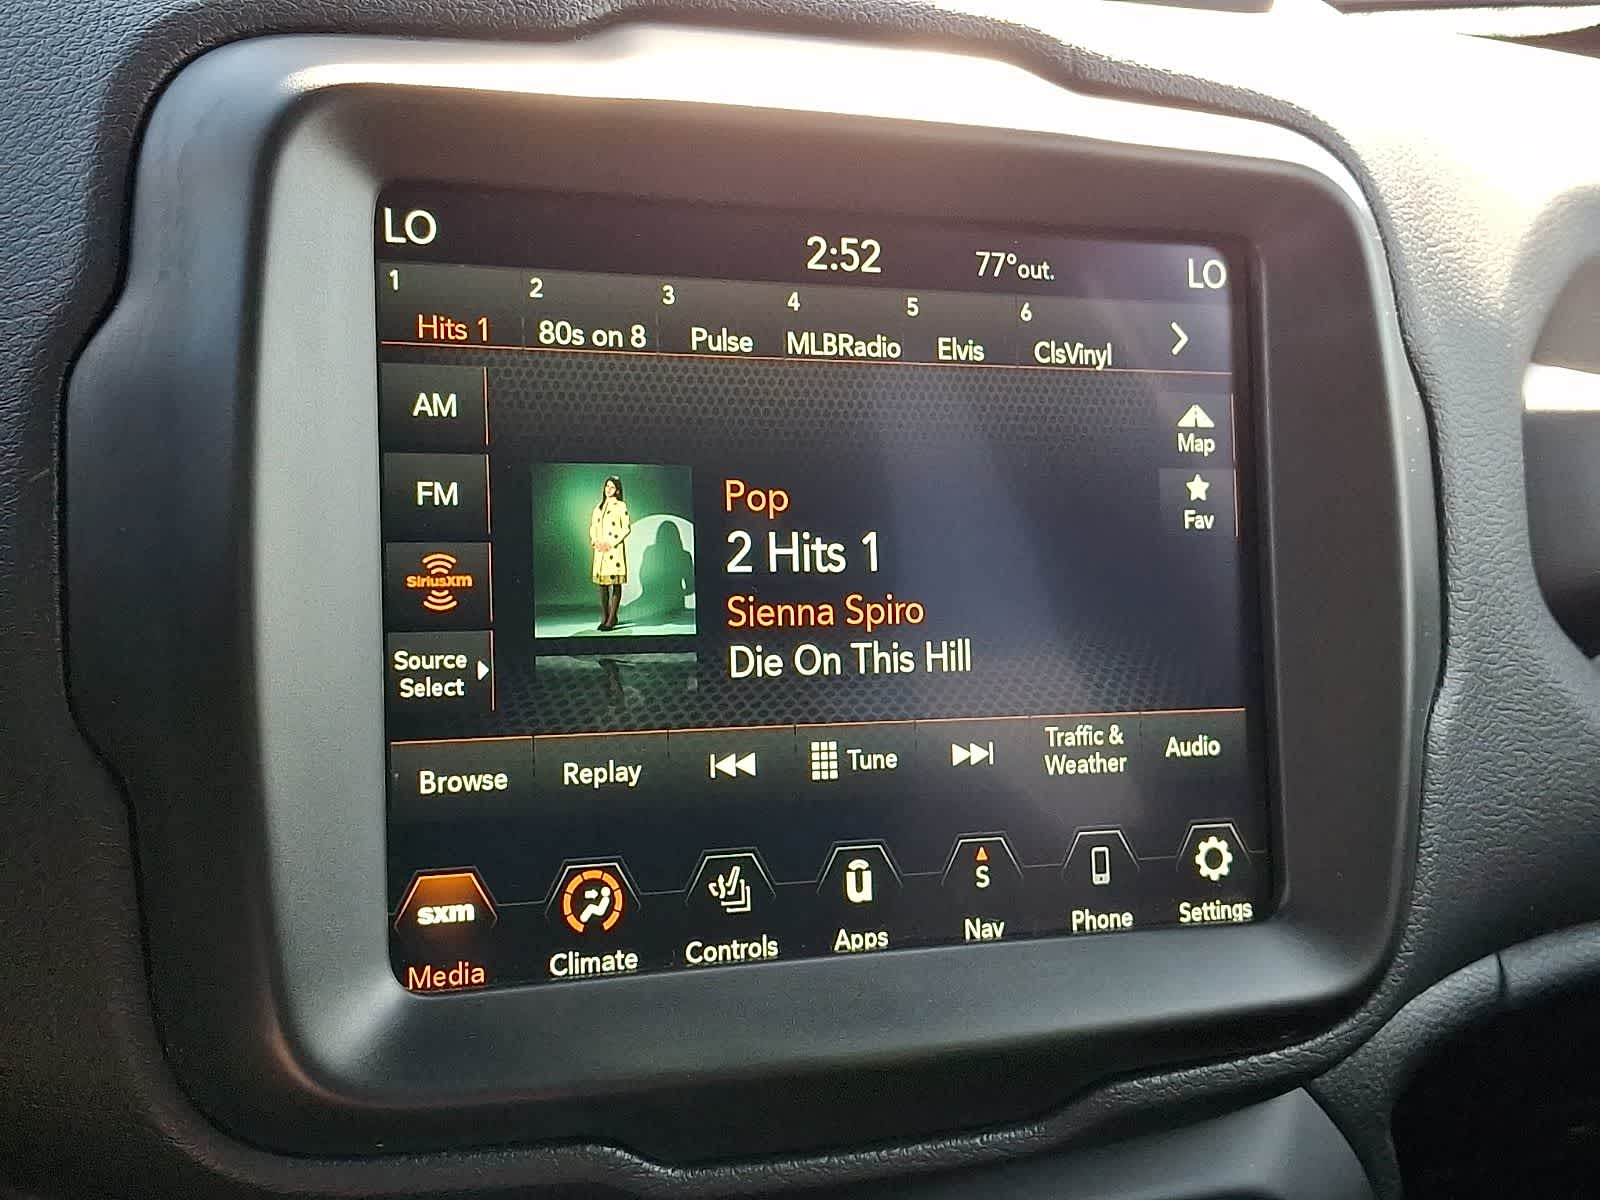 LO 2:52 77°out. LO
1 2 3 4 5 6
Hits 1 80s on 8 Pulse MLBRadio Elvis ClsVinyl
AM
Map
FM
Fav
Pop
2 Hits 1
SiriusXM
Sienna Spiro
Die On This Hill
Source
Select
Browse Replay Tune Traffic & Audio
Weather
sxm u S
Media Climate Controls Apps Nav Phone Settings